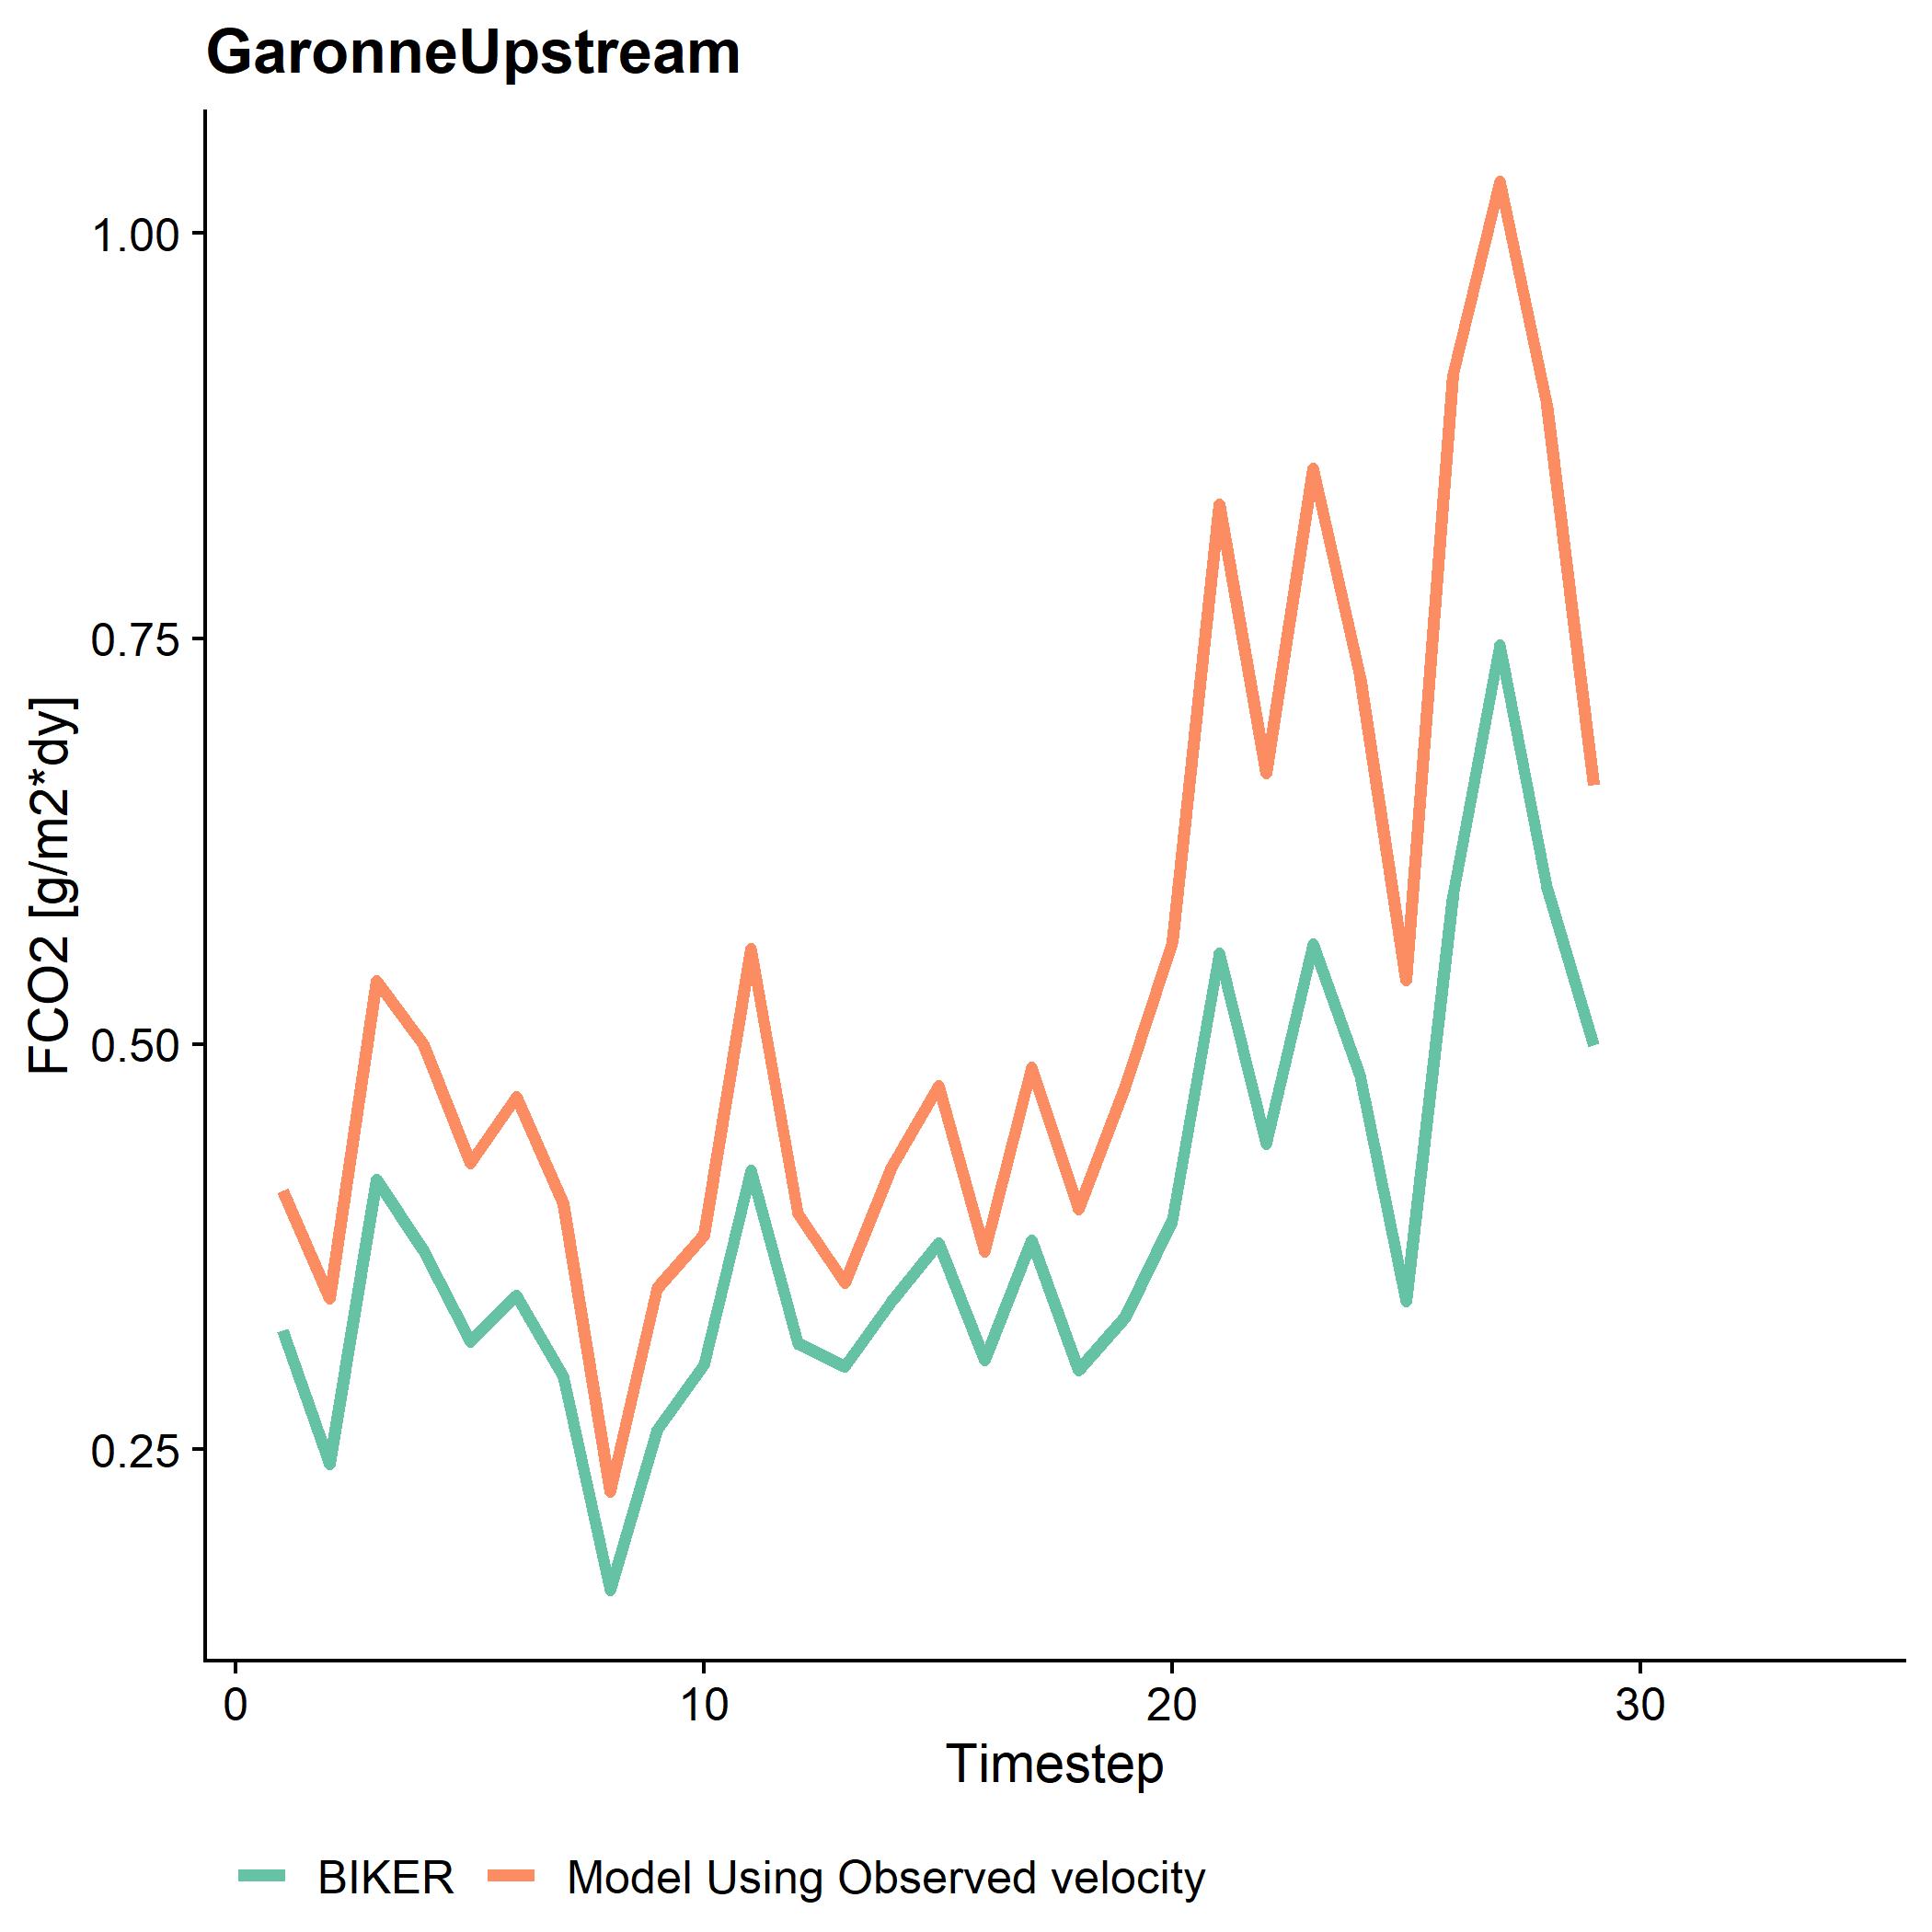 GaronneUpstream
FCO2 [g/m2*dy]
1.00
0.75
0.50
0.25
0 10 20 30
Timestep
BIKER Model Using Observed velocity